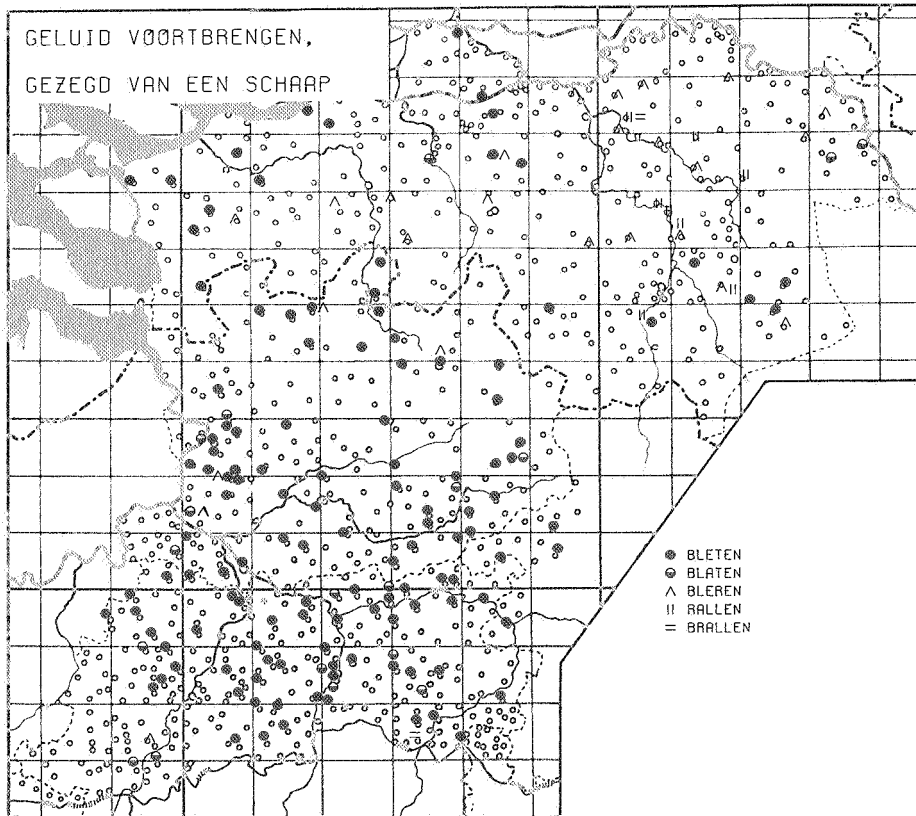 GELUID VOORTBRENGEN,
GEZEGD VAN EEN SCHAAP
BLETEN
BLATEN
BLEREN
RALLEN
BRALLEN